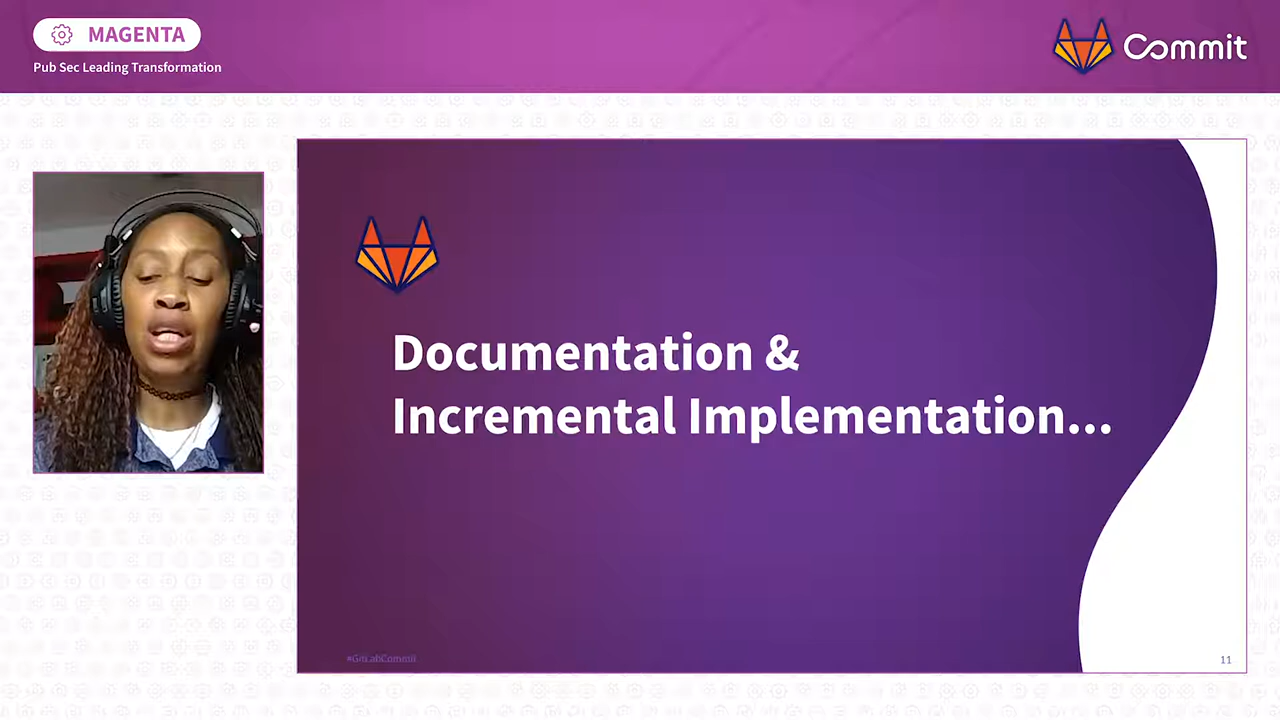 MAGENTA
Pub Sec Leading Transformation
Commit
Documentation &
Incremental Implementation...
#GitLabCommit
11